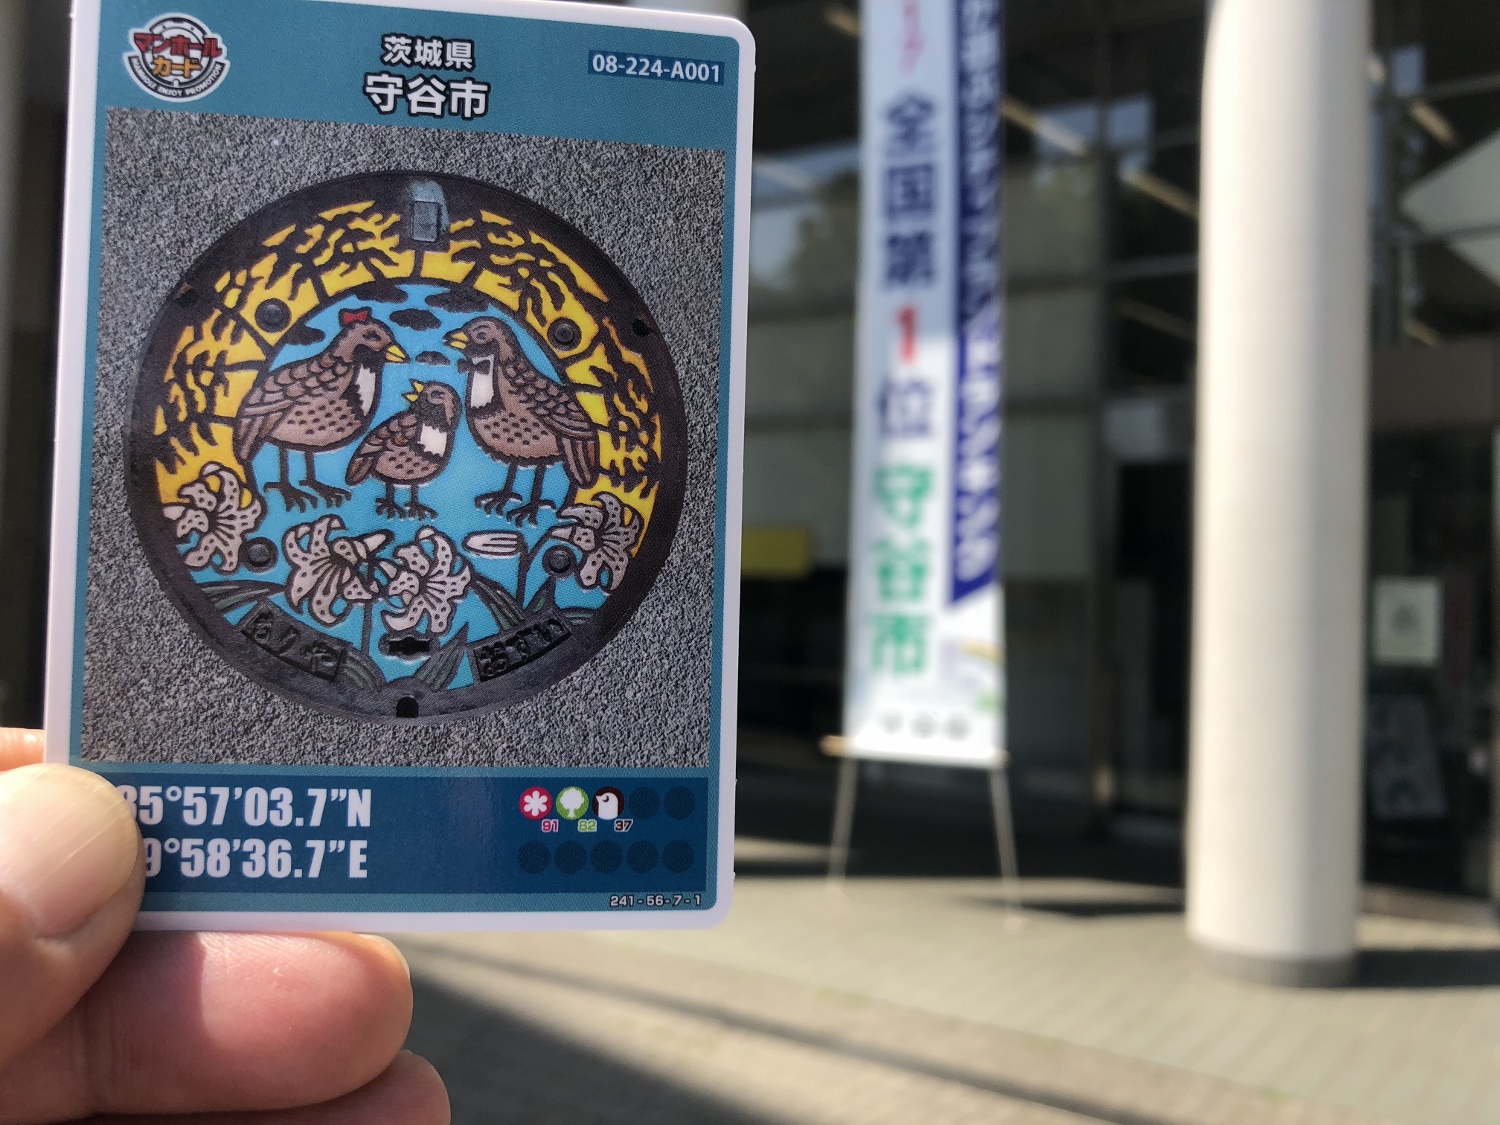 マンホール
カード
茨城県
守谷市
08-224-A001
もりや
おすい
5°57'03.7"N
9°58'36.7"E
91 82 37
241-56-7-1
全国第1位
守谷市